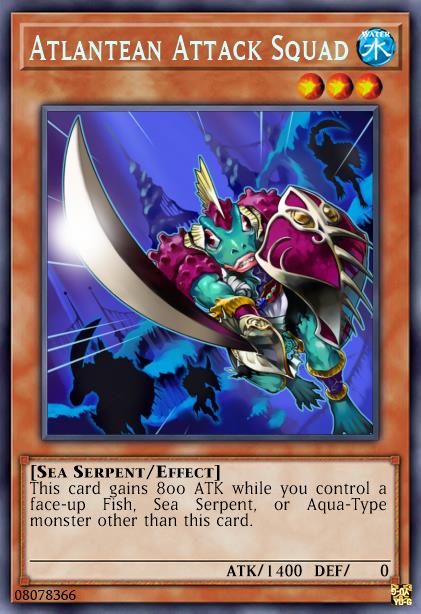 ATLANTEAN ATTACK SQUAD
WATER
水
[SEA SERPENT/EFFECT]
This card gains 800 ATK while you control a
face-up Fish, Sea Serpent, or Aqua-Type
monster other than this card.
ATK/1400 DEF/ 0
08078366